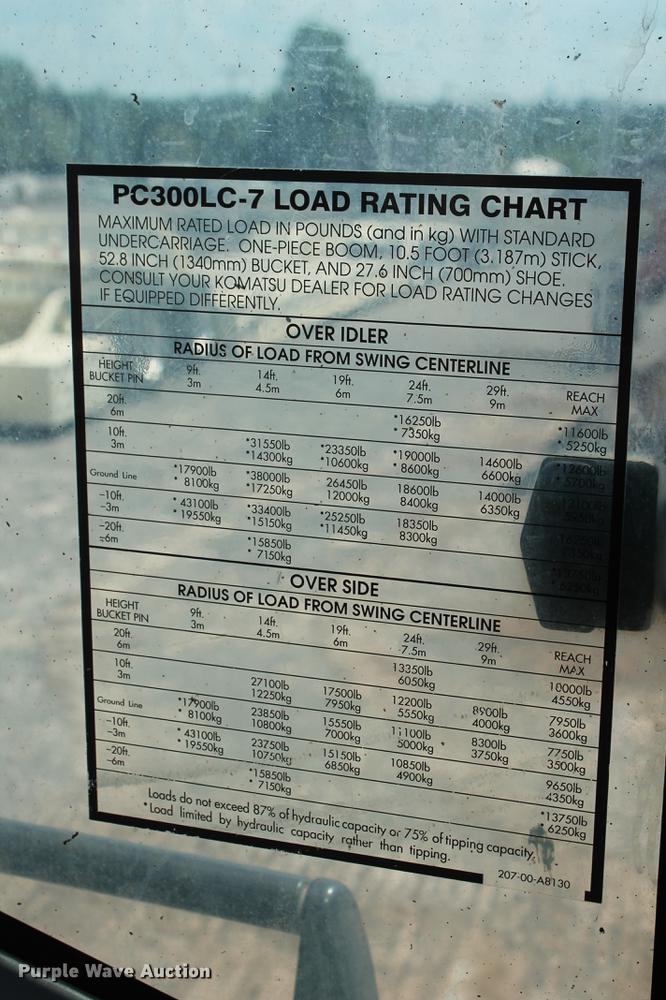 PC300LC-7 LOAD RATING CHART
MAXIMUM RATED LOAD IN POUNDS (and in kg) WITH STANDARD
UNDERCARRIAGE. ONE-PIECE BOOM, 10.5 FOOT (3.187m) STICK,
52.8 INCH (1340mm) BUCKET, AND 27.6 INCH (700mm) SHOE.
CONSULT YOUR KOMATSU DEALER FOR LOAD RATING CHANGES
IF EQUIPPED DIFFERENTLY.
OVER IDLER
RADIUS OF LOAD FROM SWING CENTERLINE
HEIGHT 9ft. 14ft. 19ft. 24ft. 29ft. REACH
BUCKET PIN 3m 4.5m 6m 7.5m 9m MAX
20ft. *16250lb *11600lb
6m *7350kg *5250kg
10ft. *31550lb *23350lb *19000lb 14600lb *12600lb
3m *14300kg *10600kg *8600kg 6600kg *5700kg
Ground Line *17900lb *38000lb 26450lb 18600lb 14000lb
*8100kg *17250kg 12000kg 8400kg 6350kg
-10ft. *43100lb *33400lb *25250lb 18350lb
-3m *19550kg *15150kg *11450kg 8300kg
-20ft. *15850lb
-6m *7150kg
OVER SIDE
RADIUS OF LOAD FROM SWING CENTERLINE
HEIGHT 9ft. 14ft. 19ft. 24ft. 29ft. REACH
BUCKET PIN 3m 4.5m 6m 7.5m 9m MAX
20ft. 13350lb 10000lb
6m 6050kg 4550kg
10ft. 27100lb 17500lb 12200lb 8900lb 7950lb
3m 12250kg 7950kg 5550kg 4000kg 3600kg
Ground Line *17900lb 23850lb 15550lb 11100lb 8300lb 7750lb
*8100kg 10800kg 7000kg 5000kg 3750kg 3500kg
-10ft. *43100lb 23750lb 15150lb 10850lb 9650lb
-3m *19550kg 10750kg 6850kg 4900kg 4350kg
-20ft. *15850lb *13750lb
-6m *7150kg *6250kg
Loads do not exceed 87% of hydraulic capacity or 75% of tipping capacity.
*Load limited by hydraulic capacity rather than tipping.
207-00-A8130
Purple Wave Auction